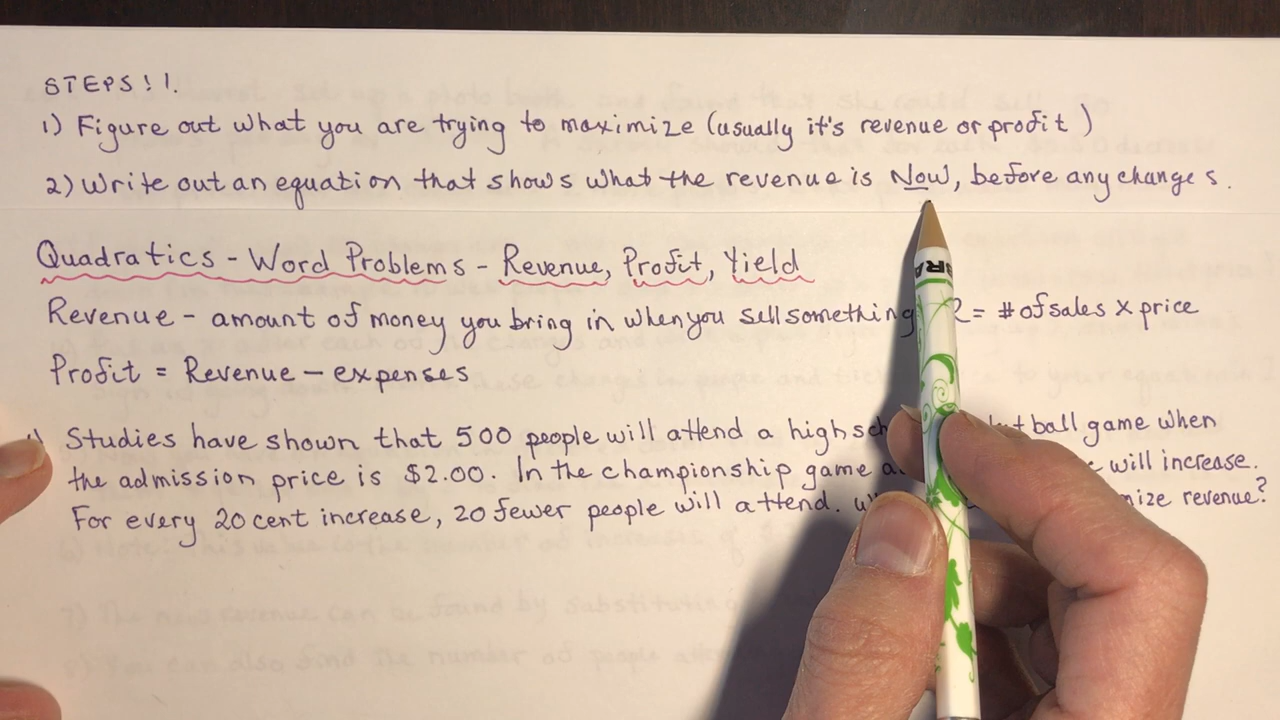 STEPS!!.
1) Figure out what you are trying to maximize (usually it's revenue or profit)
2) Write out an equation that shows what the revenue is Now, before any changes.
Quadratics - Word Problems - Revenue, Profit, Yield
Revenue - amount of money you bring in when you sell something R = # of sales x price
Profit = Revenue - expenses
1) Studies have shown that 500 people will attend a high ball game when
the admission price is $2.00. In the championship game will increase.
For every 20 cent increase, 20 fewer people will attend. revenue?